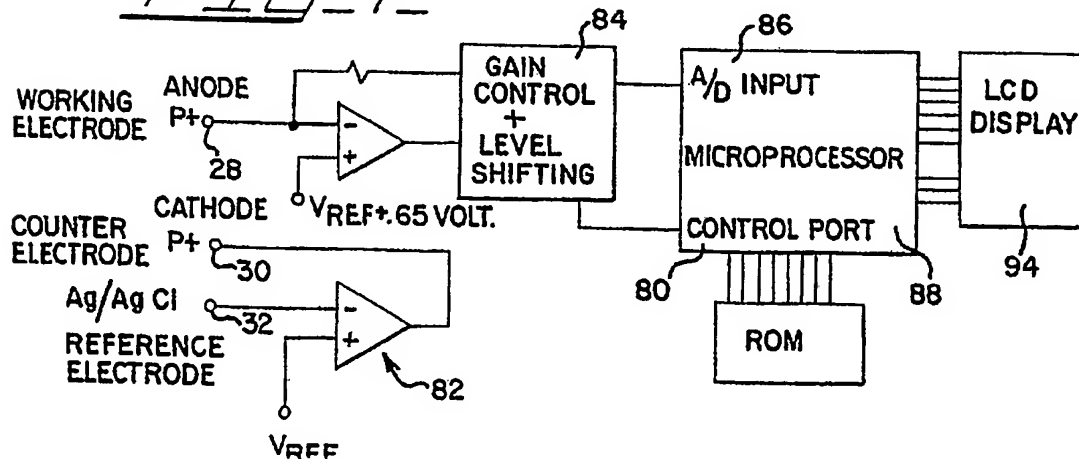 84
86
ANODE
WORKING
ELECTRODE
P+
28
GAIN
CONTROL
+
LEVEL
SHIFTING
-
+
VREF+.65 VOLT.
A/D INPUT
MICROPROCESSOR
CONTROL PORT
LCD
DISPLAY
CATHODE
COUNTER
ELECTRODE
P+
30
80
88
94
Ag/Ag Cl
32
REFERENCE
ELECTRODE
-
+
82
ROM
VREF